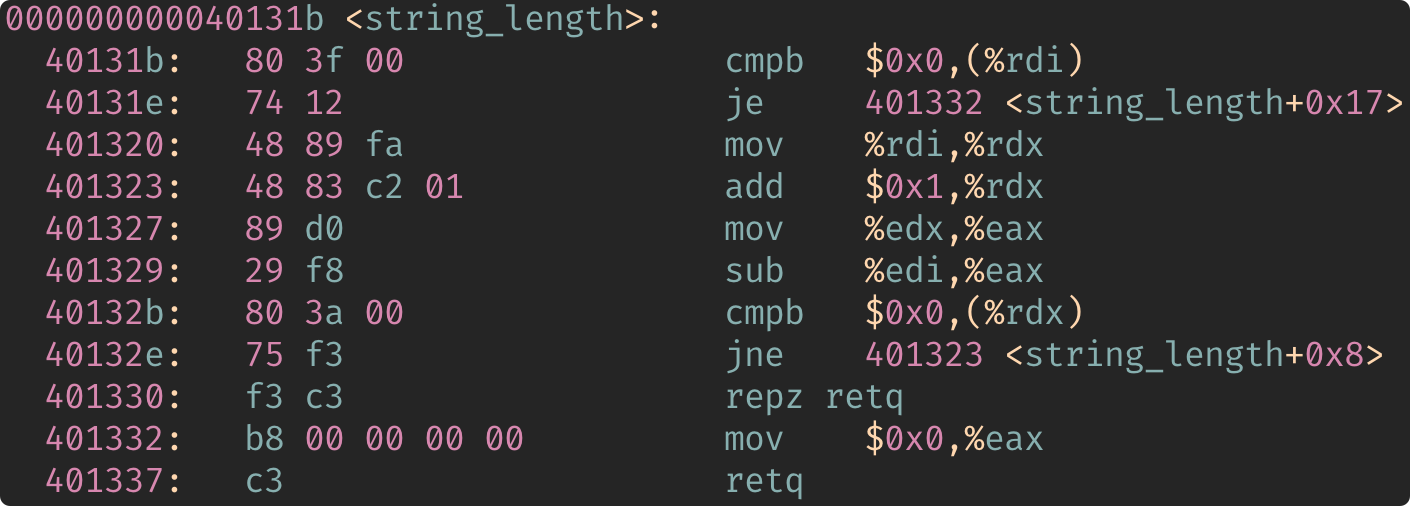 000000000040131b <string_length>:
40131b: 80 3f 00 cmpb $0x0,(%rdi)
40131e: 74 12 je 401332 <string_length+0x17>
401320: 48 89 fa mov %rdi,%rdx
401323: 48 83 c2 01 add $0x1,%rdx
401327: 89 d0 mov %edx,%eax
401329: 29 f8 sub %edi,%eax
40132b: 80 3a 00 cmpb $0x0,(%rdx)
40132e: 75 f3 jne 401323 <string_length+0x8>
401330: f3 c3 repz retq
401332: b8 00 00 00 00 mov $0x0,%eax
401337: c3 retq